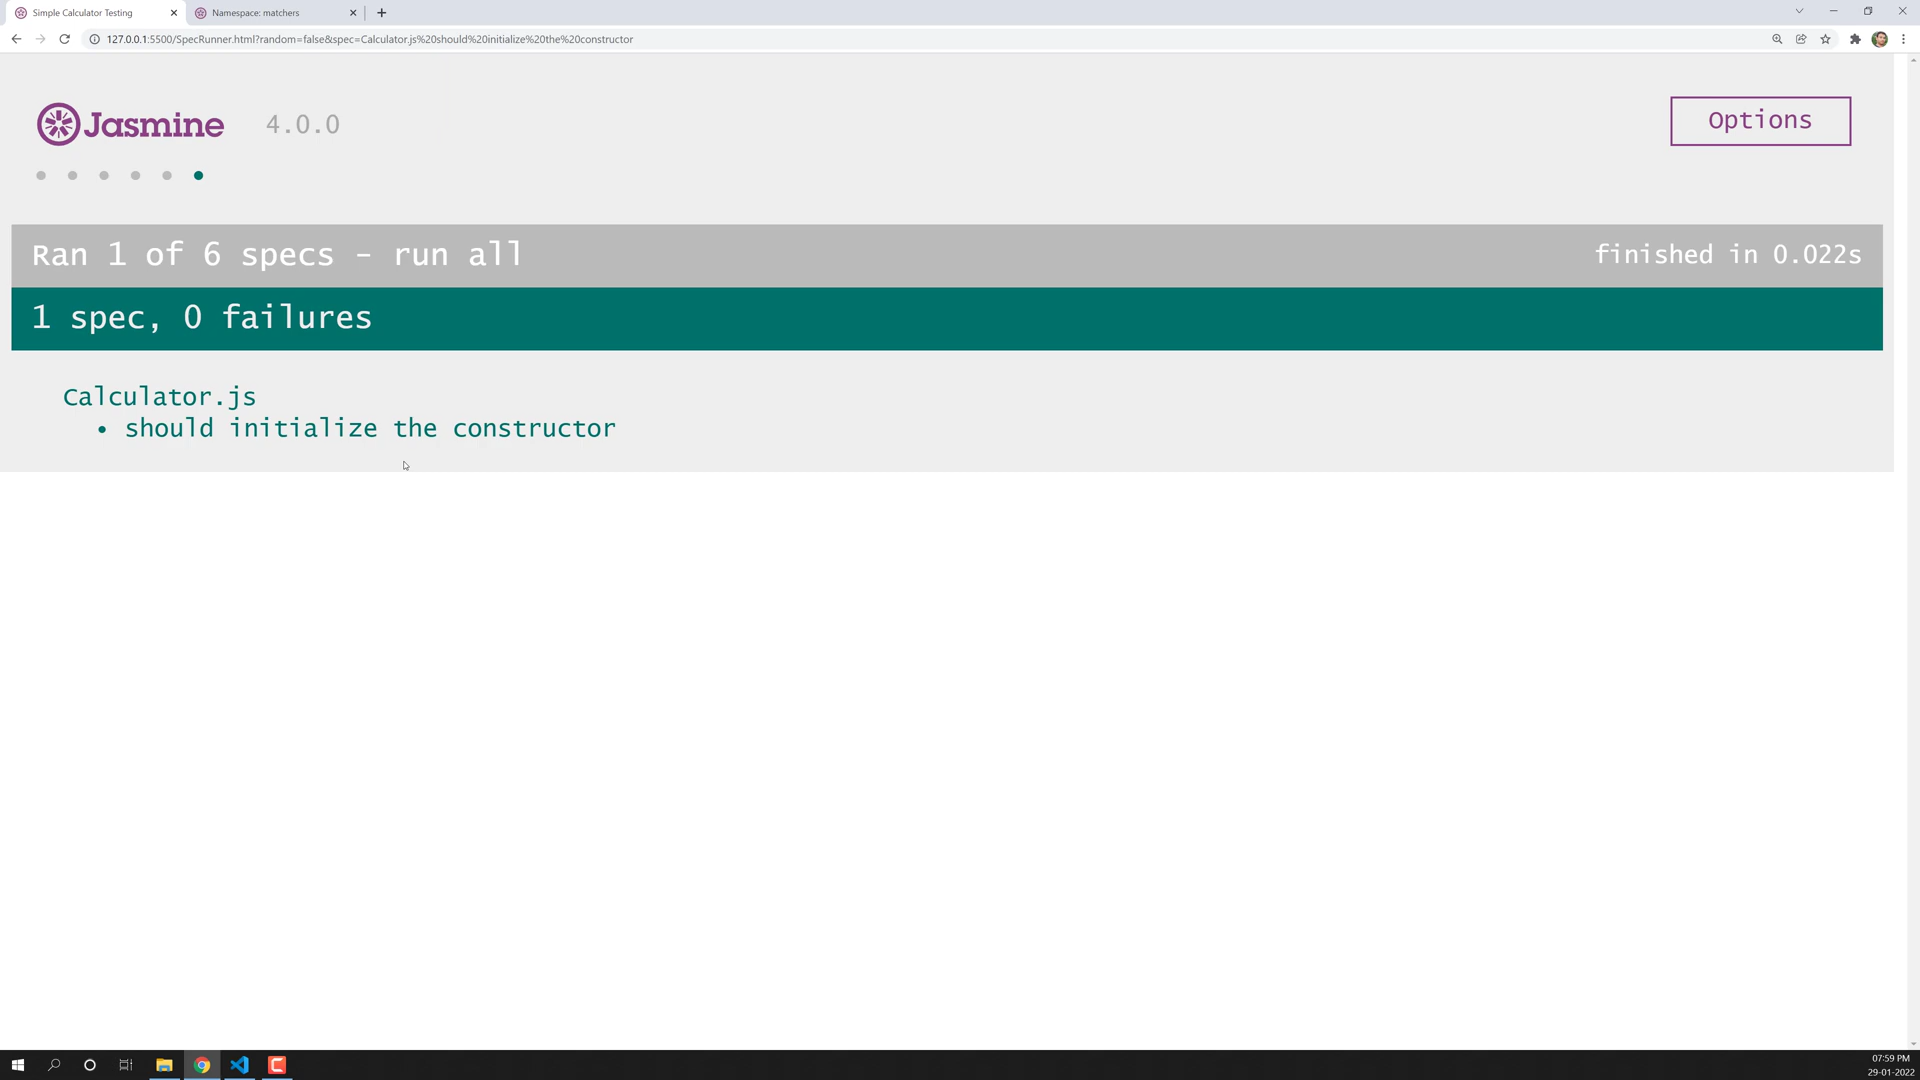 Simple Calculator Testing
Namespace: matchers
127.0.0.1:5500/SpecRunner.html?random=false&spec=Calculator.js%20should%20initialize%20the%20constructor
Jasmine 4.0.0
Options
Ran 1 of 6 specs - run all
finished in 0.022s
1 spec, 0 failures
Calculator.js
• should initialize the constructor
07:59 PM
29-01-2022